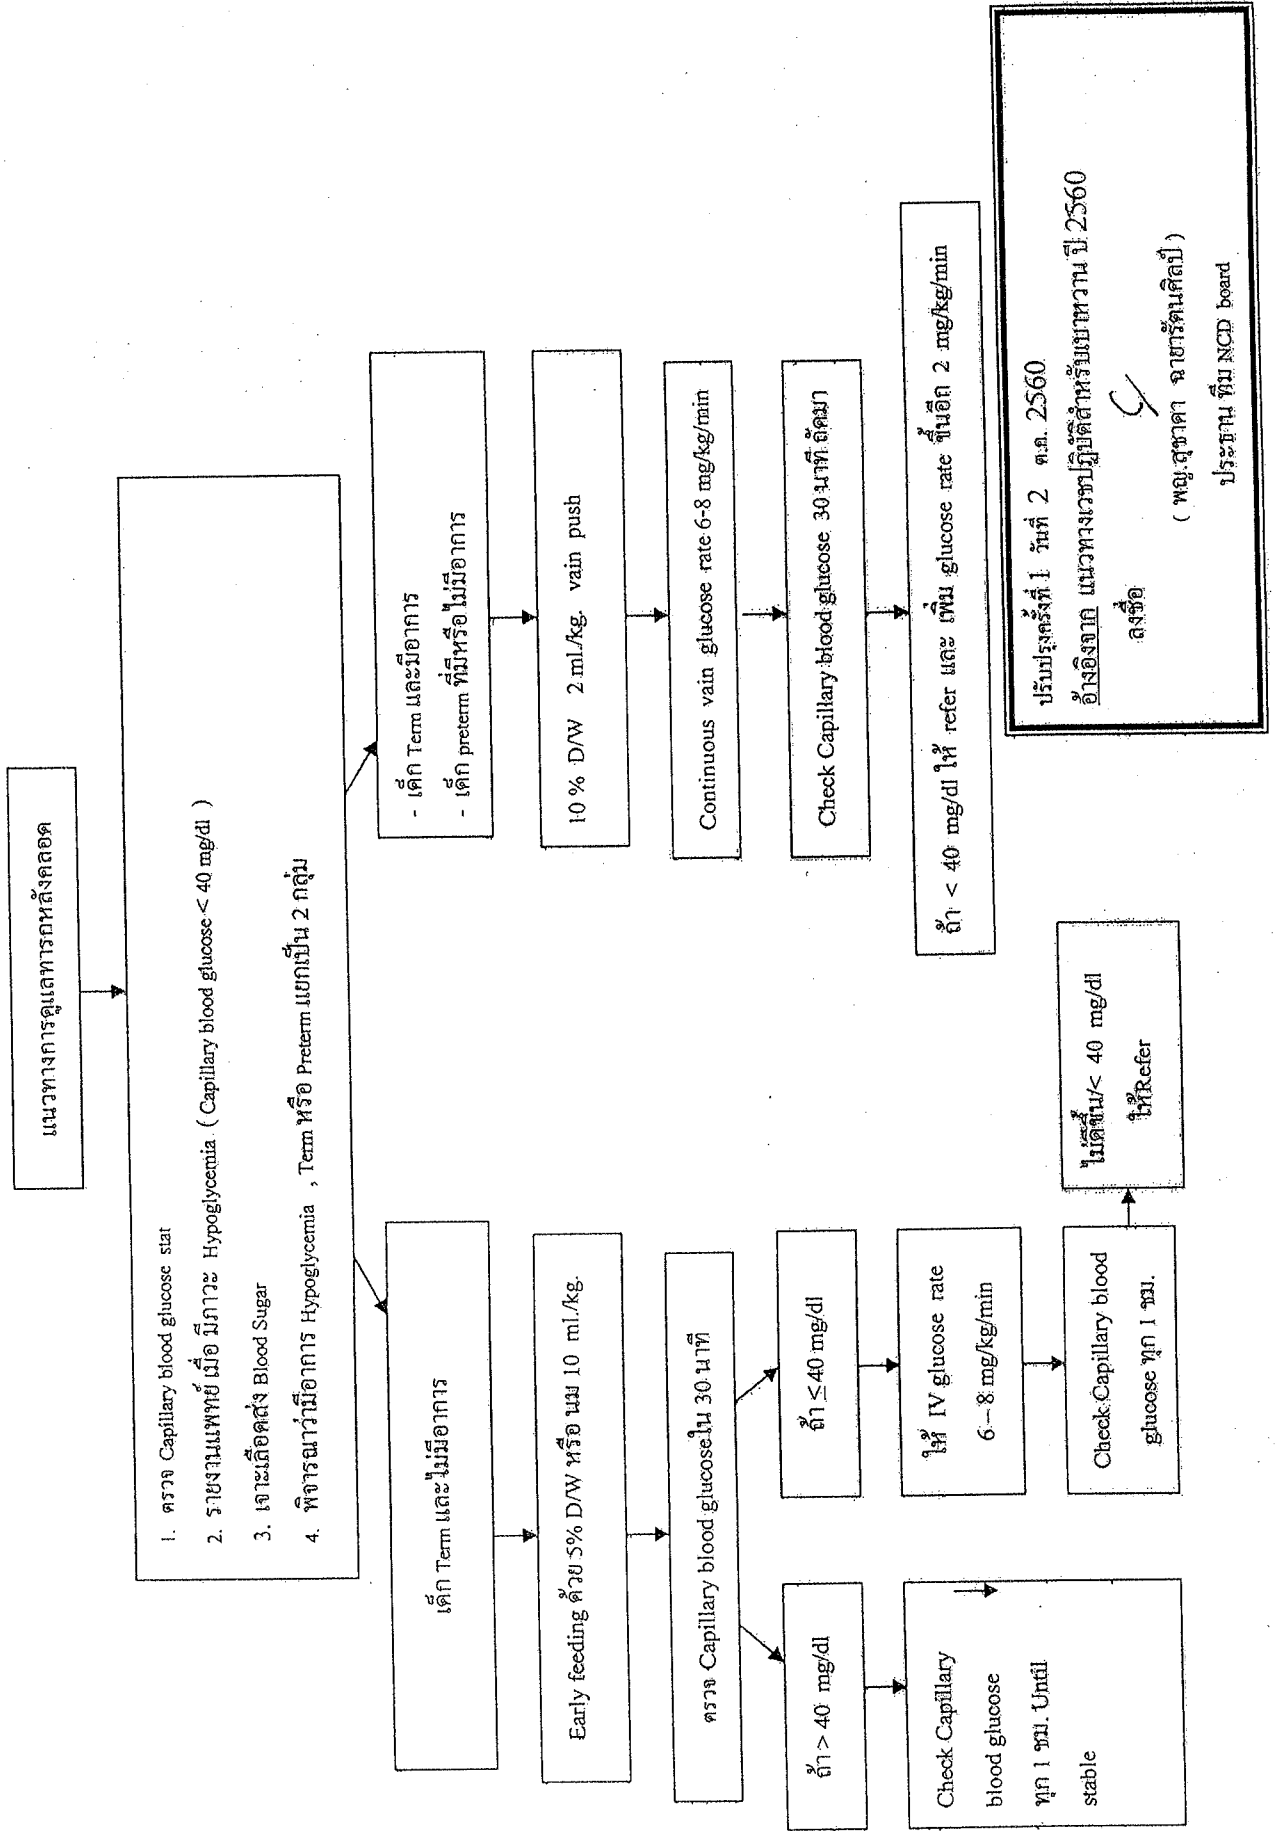 แนวทางการดูแลทารกหลังคลอด
1. ตรวจ Capillary blood glucose stat
2. รายงานแพทย์ เมื่อ มีภาวะ Hypoglycemia ( Capillary blood glucose < 40 mg/dl )
3. เจาะเลือดส่ง Blood Sugar
4. พิจารณาว่ามีอาการ Hypoglycemia , Term หรือ Preterm แยกเป็น 2 กลุ่ม
เด็ก Term และไม่มีอาการ
Early feeding ด้วย 5% D/W หรือ นม 10 ml./kg.
ตรวจ Capillary blood glucose ใน 30 นาที
ถ้า > 40 mg/dl
Check Capillary
blood glucose
ทุก 1 ชม. Until
stable
ถ้า ≤ 40 mg/dl
ให้ IV glucose rate
6 – 8 mg/kg/min
Check Capillary blood
glucose ทุก 1 ชม.
ไม่ดีขึ้น/< 40 mg/dl
ให้Refer
- เด็ก Term และมีอาการ
- เด็ก preterm ที่มีหรือไม่มีอาการ
10 % D/W 2 ml./kg. vain push
Continuous vain glucose rate 6-8 mg/kg/min
Check Capillary blood glucose 30 นาที ถัดมา
ถ้า < 40 mg/dl ให้ refer และ เพิ่ม glucose rate ขึ้นอีก 2 mg/kg/min
ปรับปรุงครั้งที่ 1 วันที่ 2 ต.ค. 2560
อ้างอิงจาก แนวทางเวชปฏิบัติสำหรับเบาหวาน ปี 2560
ลงชื่อ
( พญ.สุชาดา ฉายารัตนศิลป์ )
ประธาน ทีม NCD board